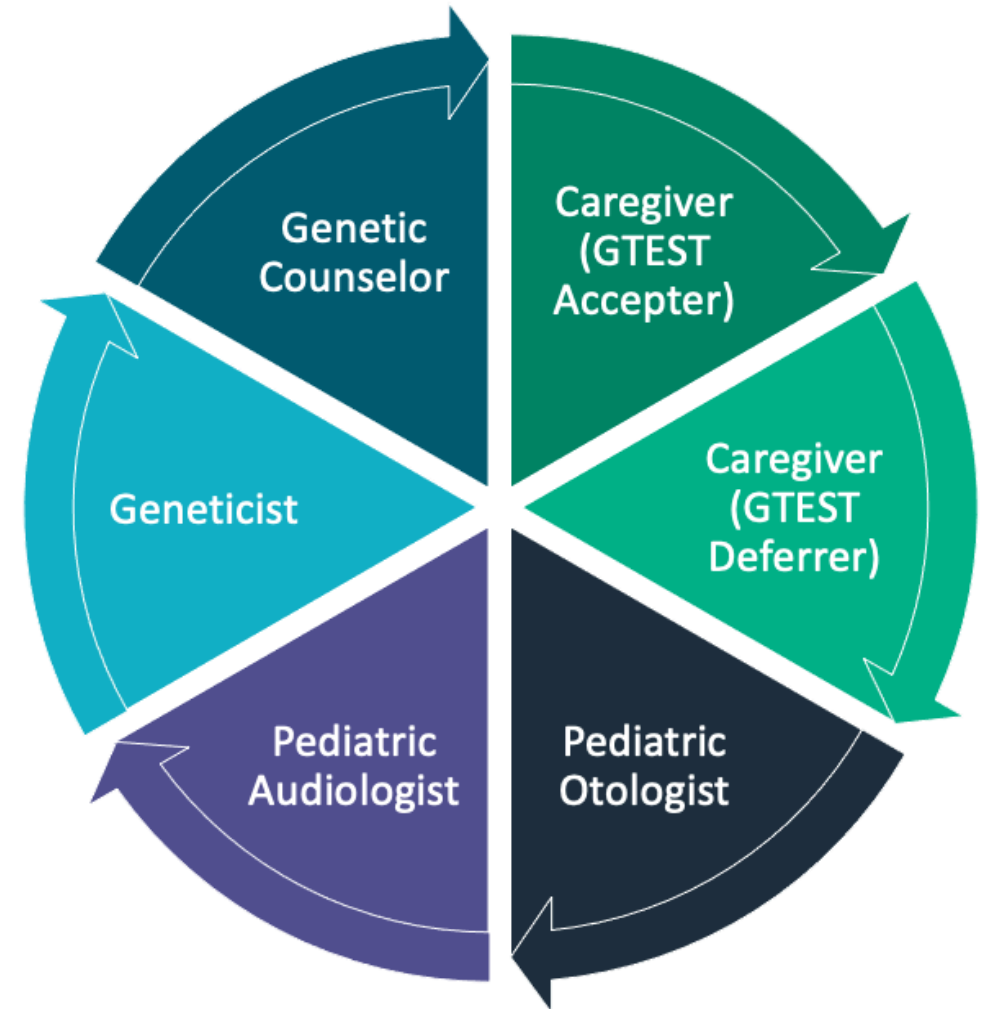 Genetic
Counselor
Caregiver
(GTEST
Accepter)
Caregiver
(GTEST
Deferrer)
Pediatric
Otologist
Pediatric
Audiologist
Geneticist